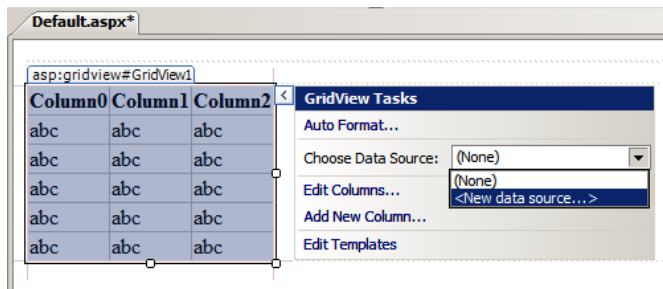 Default.aspx*
asp:gridview#GridView1
Column0 Column1 Column2
abc abc abc
abc abc abc
abc abc abc
abc abc abc
abc abc abc
<
GridView Tasks
Auto Format...
Choose Data Source: (None)
(None)
<New data source...>
Edit Columns...
Add New Column...
Edit Templates